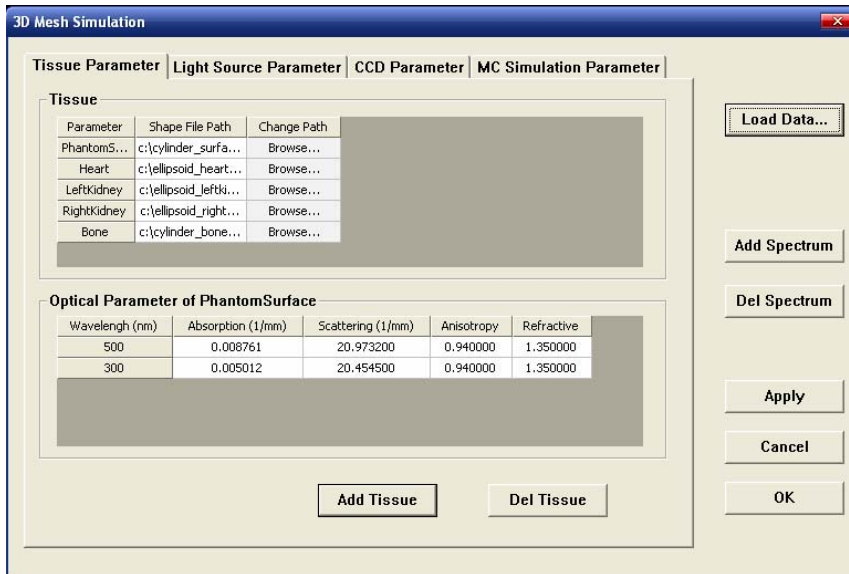 3D Mesh Simulation
Tissue Parameter Light Source Parameter CCD Parameter MC Simulation Parameter
Tissue
Parameter Shape File Path Change Path
PhantomS... c:\cylinder_surfa... Browse...
Heart c:\ellipsoid_heart... Browse...
LeftKidney c:\ellipsoid_leftki... Browse...
RightKidney c:\ellipsoid_right... Browse...
Bone c:\cylinder_bone... Browse...
Optical Parameter of PhantomSurface
Wavelengh (nm) Absorption (1/mm) Scattering (1/mm) Anisotropy Refractive
500 0.008761 20.973200 0.940000 1.350000
300 0.005012 20.454500 0.940000 1.350000
Add Tissue Del Tissue
Load Data...
Add Spectrum
Del Spectrum
Apply
Cancel
OK